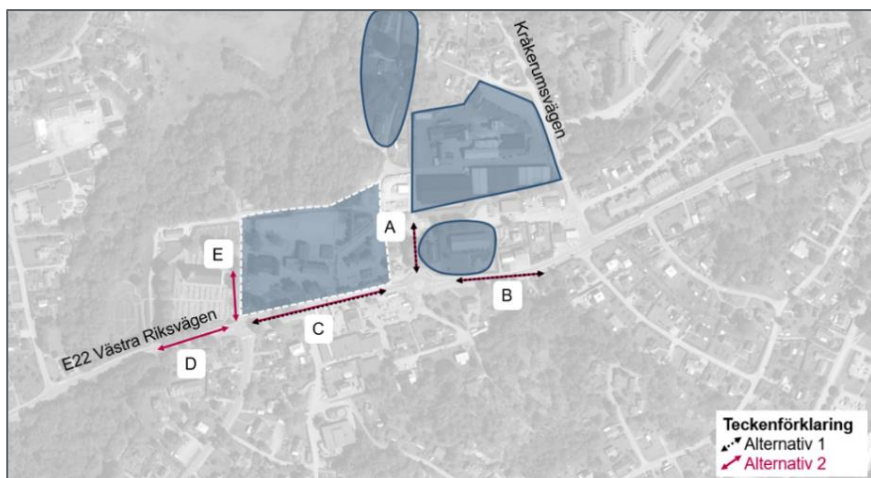 Kråkerumsvägen
A
E
B
C
E22 Västra Riksvägen
D
Teckenförklaring
Alternativ 1
Alternativ 2